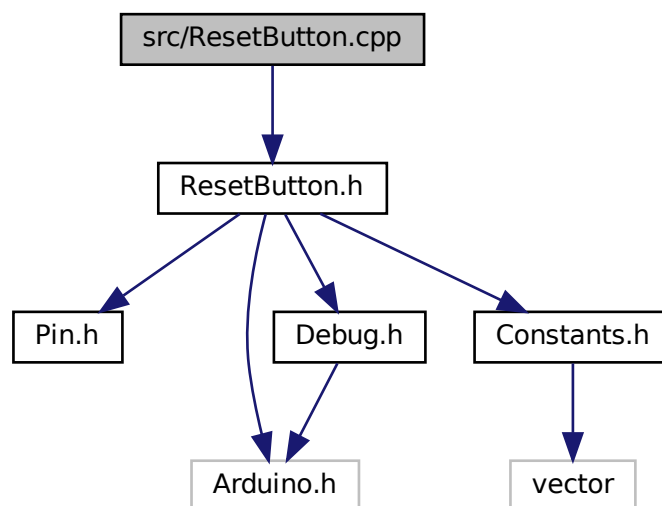 src/ResetButton.cpp
ResetButton.h
Pin.h
Debug.h
Constants.h
Arduino.h
vector